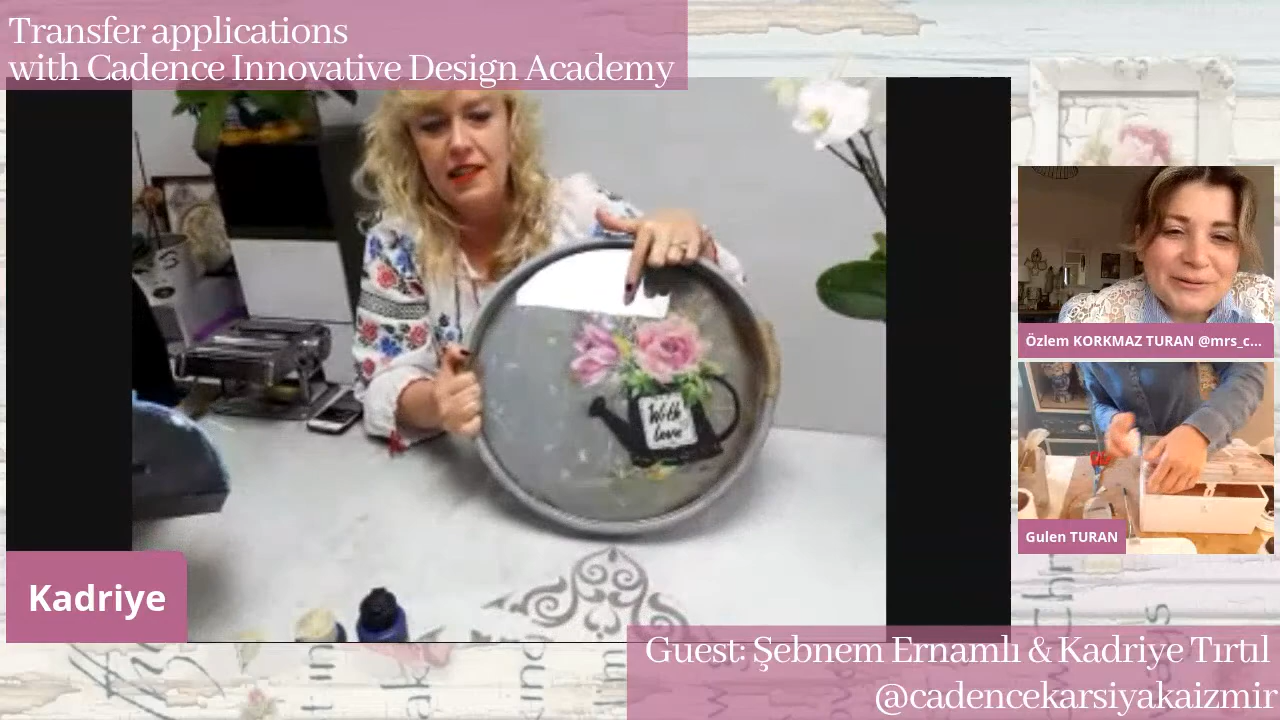 Transfer applications
with Cadence Innovative Design Academy
With
love
Özlem KORKMAZ TURAN @mrs_c...
Gulen TURAN
Kadriye
Guest: Şebnem Ernamlı & Kadriye Tırtıl
@cadencekarsiyakaizmir